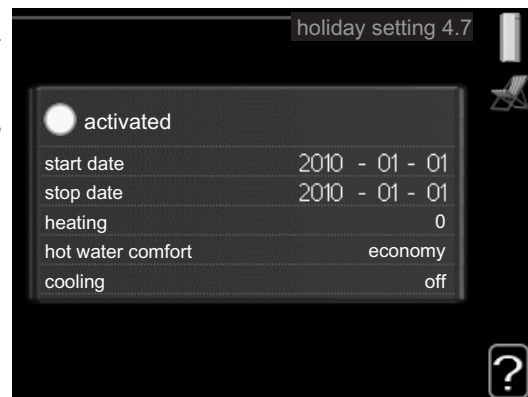 holiday setting 4.7
activated
start date 2010 - 01 - 01
stop date 2010 - 01 - 01
heating 0
hot water comfort economy
cooling off
?